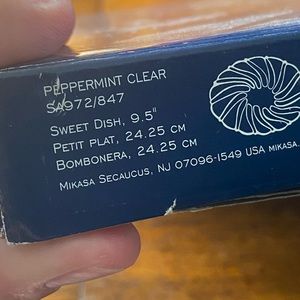 PEPPERMINT CLEAR
SA972/847
SWEET DISH, 9.5"
PETIT PLAT, 24.25 CM
BOMBONERA, 24.25 CM
MIKASA SECAUCUS, NJ 07096-1549 USA MIKASA.